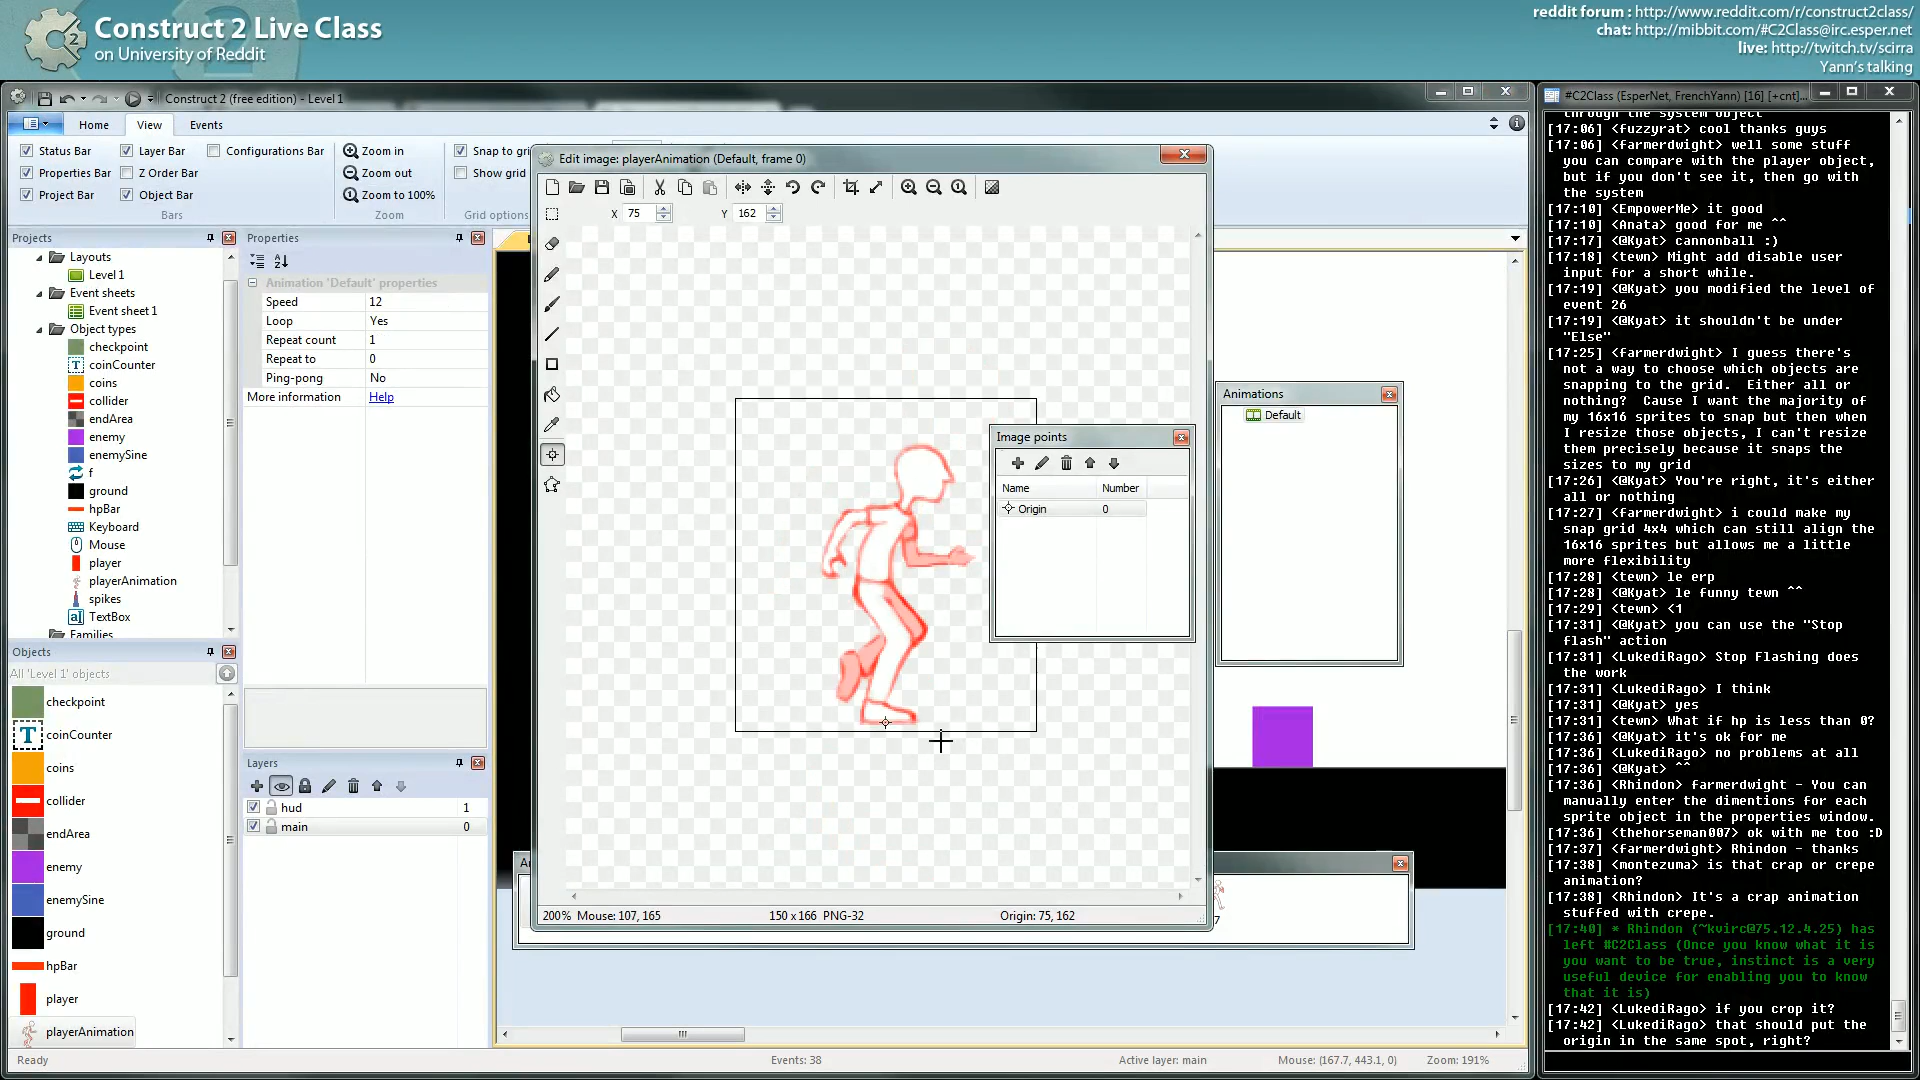 Construct 2 Live Class
on University of Reddit
reddit forum : http://www.reddit.com/r/construct2class/
chat: http://mibbit.com/#C2Class@irc.esper.net
live: http://twitch.tv/scirra
Yann's talking
Construct 2 (free edition) - Level 1
Home View Events
Status Bar Layer Bar Configurations Bar
Properties Bar Z Order Bar
Project Bar Object Bar
Bars
Zoom in
Zoom out
Zoom to 100%
Zoom
Snap to gri
Show grid
Grid options
Projects
Layouts
Level 1
Event sheets
Event sheet 1
Object types
checkpoint
coinCounter
coins
collider
endArea
enemy
enemySine
f
ground
hpBar
Keyboard
Mouse
player
playerAnimation
spikes
TextBox
Families
Properties
Animation 'Default' properties
Speed 12
Loop Yes
Repeat count 1
Repeat to 0
Ping-pong No
More information Help
Objects
All 'Level 1' objects
checkpoint
coinCounter
coins
collider
endArea
enemy
enemySine
ground
hpBar
player
playerAnimation
Layers
hud 1
main 0
Edit image: playerAnimation (Default, frame 0)
X 75 Y 162
Image points
Name Number
Origin 0
200% Mouse: 107, 165 150 x 166 PNG-32 Origin: 75, 162
Animations
Default
An
7
Ready Events: 38 Active layer: main Mouse: (167.7, 443.1, 0) Zoom: 191%
#C2Class (EsperNet, FrenchYann) [16] [+cnt]...
through the system object
[17:06] <fuzzyrat> cool thanks guys
[17:06] <farmerdwight> well some stuff
you can compare with the player object,
but if you don't see it, then go with
the system
[17:10] <EmpowerMe> it good
[17:10] <Anata> good for me ^^
[17:17] <@Kyat> cannonball :)
[17:18] <tewn> Might add disable user
input for a short while.
[17:19] <@Kyat> you modified the level of
event 26
[17:19] <@Kyat> it shouldn't be under
"Else"
[17:25] <farmerdwight> I guess there's
not a way to choose which objects are
snapping to the grid.  Either all or
nothing?  Cause I want the majority of
my 16x16 sprites to snap but then when
I resize those objects, I can't resize
them precisely because it snaps the
sizes to my grid
[17:26] <@Kyat> You're right, it's either
all or nothing
[17:27] <farmerdwight> i could make my
snap grid 4x4 which can still align the
16x16 sprites but allows me a little
more flexibility
[17:28] <tewn> le erp
[17:28] <@Kyat> le funny tewn ^^
[17:29] <tewn> <1
[17:31] <@Kyat> you can use the "Stop
flash" action
[17:31] <LukediRago> Stop Flashing does
the work
[17:31] <LukediRago> I think
[17:31] <@Kyat> yes
[17:31] <tewn> What if hp is less than 0?
[17:36] <@Kyat> it's ok for me
[17:36] <LukediRago> no problems at all
[17:36] <@Kyat> ^^
[17:36] <Rhindon> farmerdwight - You can
manually enter the dimentions for each
sprite object in the properties window.
[17:36] <thehorseman007> ok with me too :D
[17:37] <farmerdwight> Rhindon - thanks
[17:38] <montezuma> is that crap or crepe
animation?
[17:38] <Rhindon> It's a crap animation
stuffed with crepe.
[17:40] * Rhindon (~kvirc@75.12.4.25) has
left #C2Class (Once you know what it is
you want to be true, instinct is a very
useful device for enabling you to know
that it is)
[17:42] <LukediRago> if you crop it?
[17:42] <LukediRago> that should put the
origin in the same spot, right?